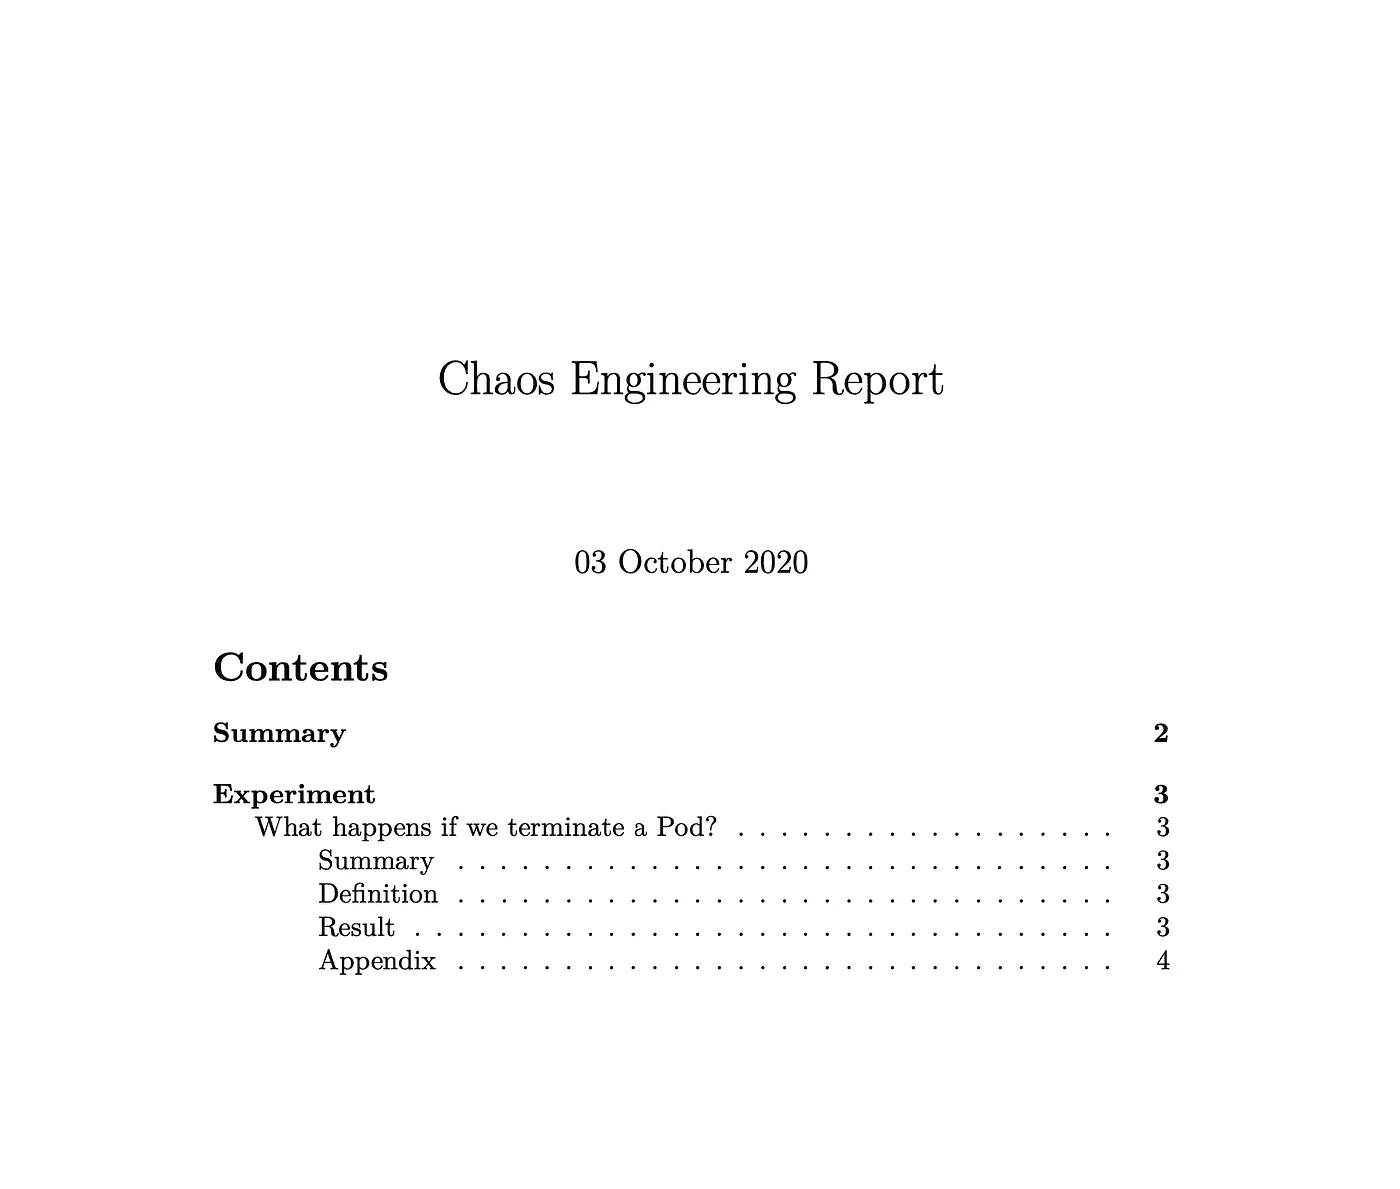 Chaos Engineering Report
03 October 2020
Contents
Summary 2
Experiment 3
What happens if we terminate a Pod? . . . . . . . . . . . . . . . . . . 3
Summary . . . . . . . . . . . . . . . . . . . . . . . . . . . . . . . 3
Definition . . . . . . . . . . . . . . . . . . . . . . . . . . . . . . . 3
Result . . . . . . . . . . . . . . . . . . . . . . . . . . . . . . . . . 3
Appendix . . . . . . . . . . . . . . . . . . . . . . . . . . . . . . . 4